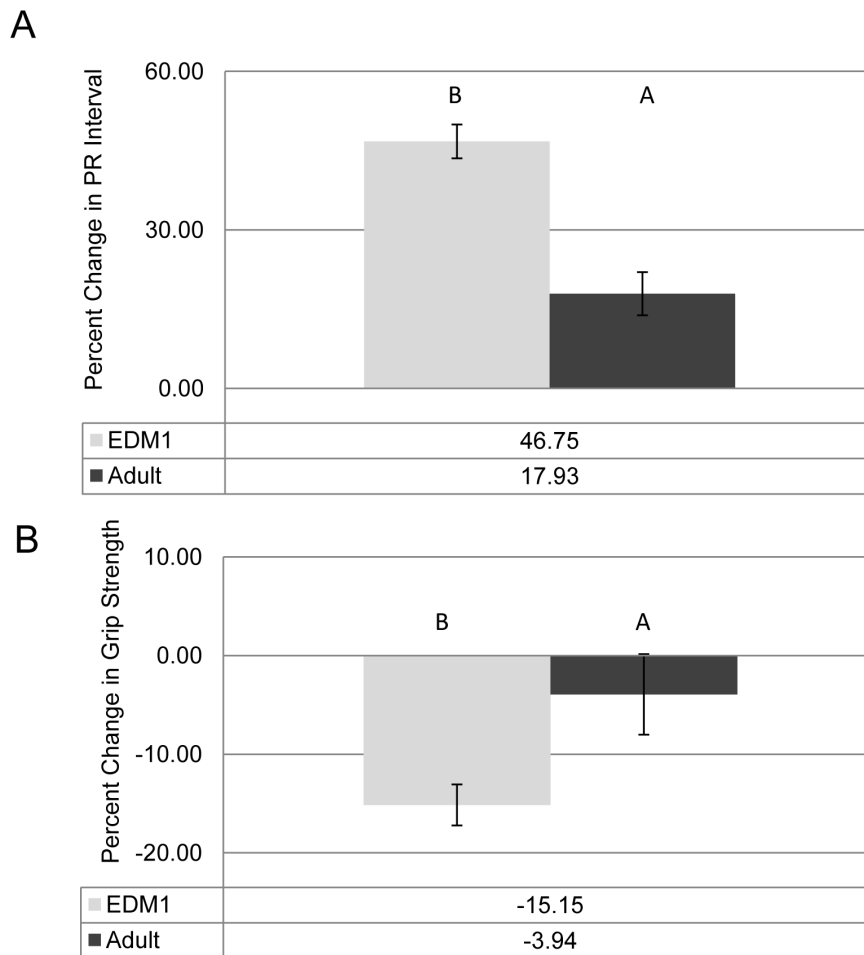 A
Percent Change in PR Interval
60.00
30.00
0.00
B A
EDM1 46.75
Adult 17.93
B
Percent Change in Grip Strength
10.00
0.00
-10.00
-20.00
B A
EDM1 -15.15
Adult -3.94